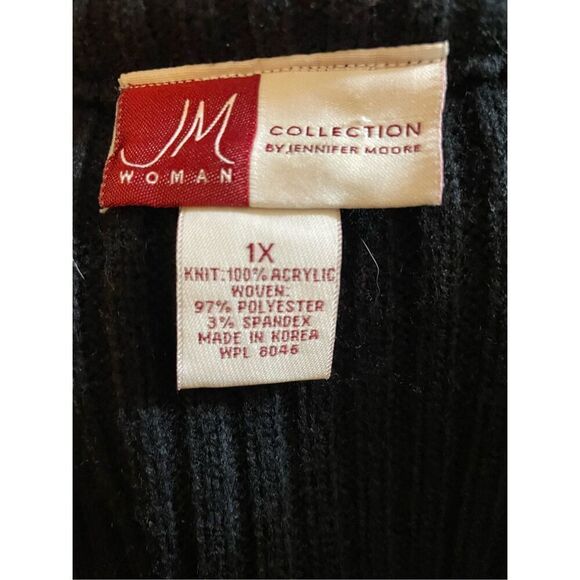 JM
WOMAN
COLLECTION
BY JENNIFER MOORE
1X
KNIT:100% ACRYLIC
WOVEN:
97% POLYESTER
3% SPANDEX
MADE IN KOREA
WPL 8046